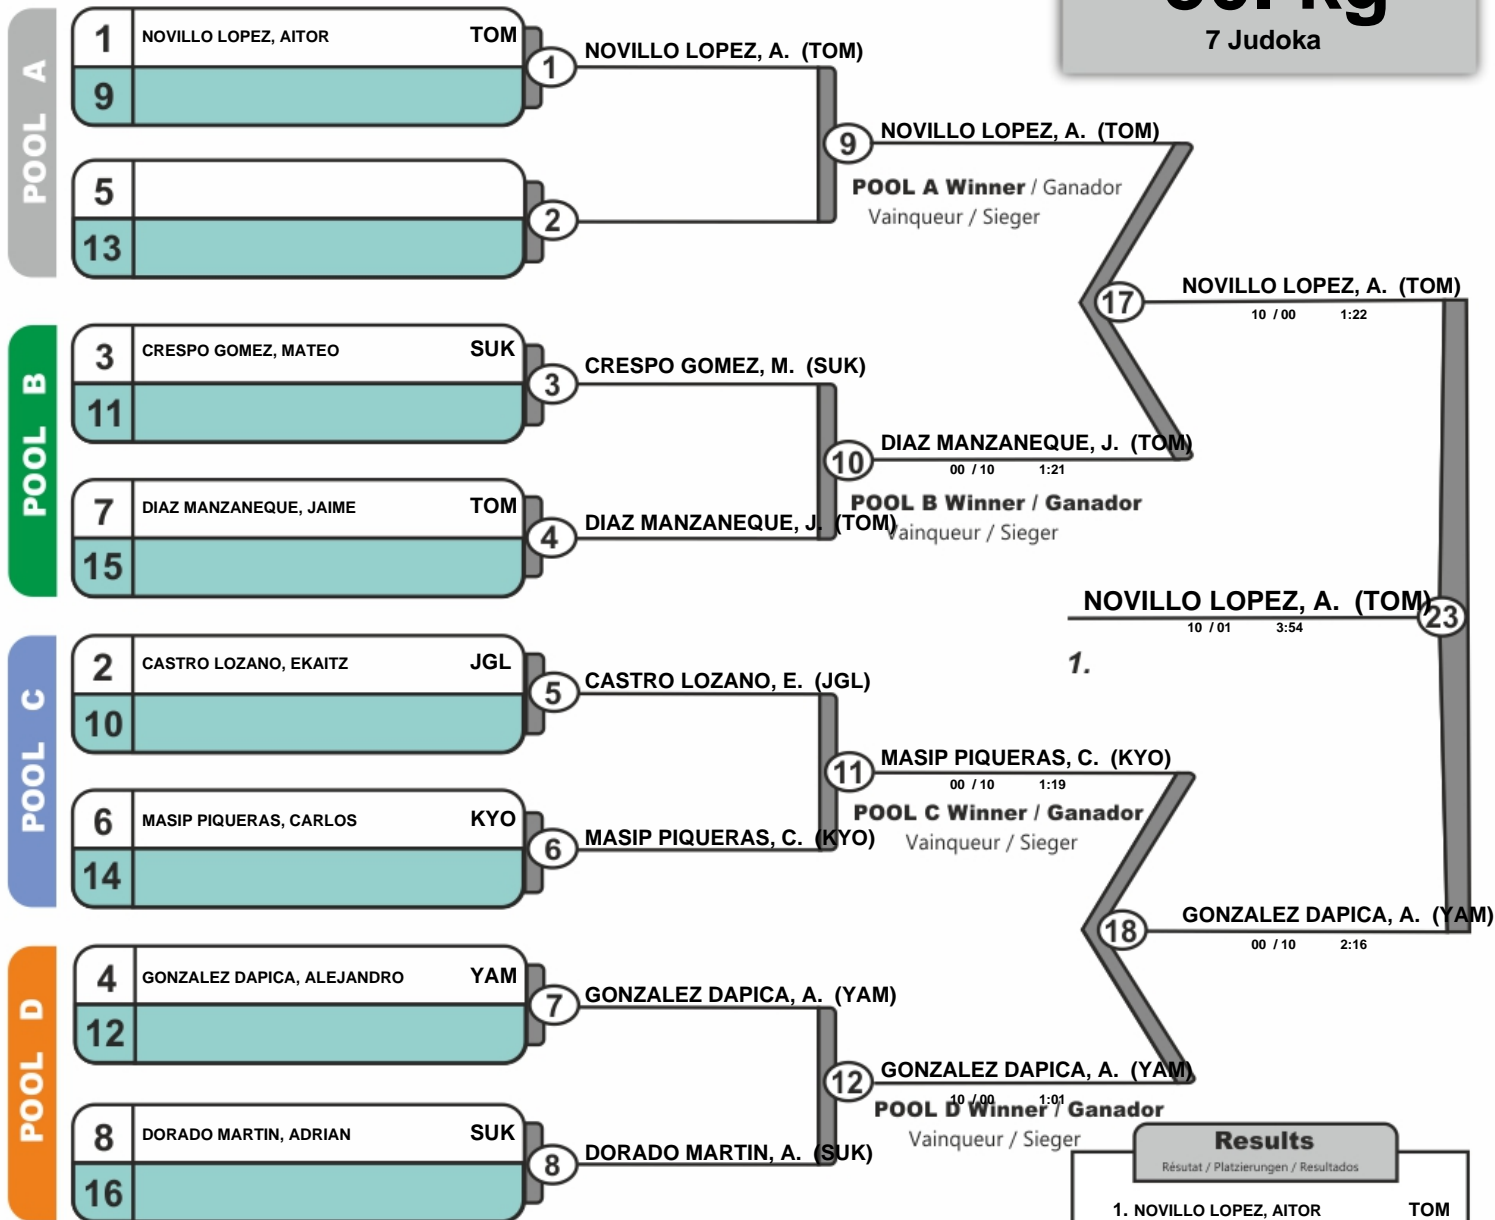 7 Judoka
POOL A
1 NOVILLO LOPEZ, AITOR TOM
9
5
13
1 NOVILLO LOPEZ, A. (TOM)
2
9 NOVILLO LOPEZ, A. (TOM)
POOL A Winner / Ganador
Vainqueur / Sieger
POOL B
3 CRESPO GOMEZ, MATEO SUK
11
7 DIAZ MANZANEQUE, JAIME TOM
15
3 CRESPO GOMEZ, M. (SUK)
4 DIAZ MANZANEQUE, J. (TOM)
10 DIAZ MANZANEQUE, J. (TOM)
00 / 10 1:21
POOL B Winner / Ganador
Vainqueur / Sieger
17 NOVILLO LOPEZ, A. (TOM)
10 / 00 1:22
NOVILLO LOPEZ, A. (TOM) 23
10 / 01 3:54
1.
POOL C
2 CASTRO LOZANO, EKAITZ JGL
10
6 MASIP PIQUERAS, CARLOS KYO
14
5 CASTRO LOZANO, E. (JGL)
6 MASIP PIQUERAS, C. (KYO)
11 MASIP PIQUERAS, C. (KYO)
00 / 10 1:19
POOL C Winner / Ganador
Vainqueur / Sieger
18 GONZALEZ DAPICA, A. (YAM)
00 / 10 2:16
POOL D
4 GONZALEZ DAPICA, ALEJANDRO YAM
12
8 DORADO MARTIN, ADRIAN SUK
16
7 GONZALEZ DAPICA, A. (YAM)
8 DORADO MARTIN, A. (SUK)
12 GONZALEZ DAPICA, A. (YAM)
10 / 00 1:01
POOL D Winner / Ganador
Vainqueur / Sieger
Results
Résutat / Platzierungen / Resultados
1. NOVILLO LOPEZ, AITOR TOM